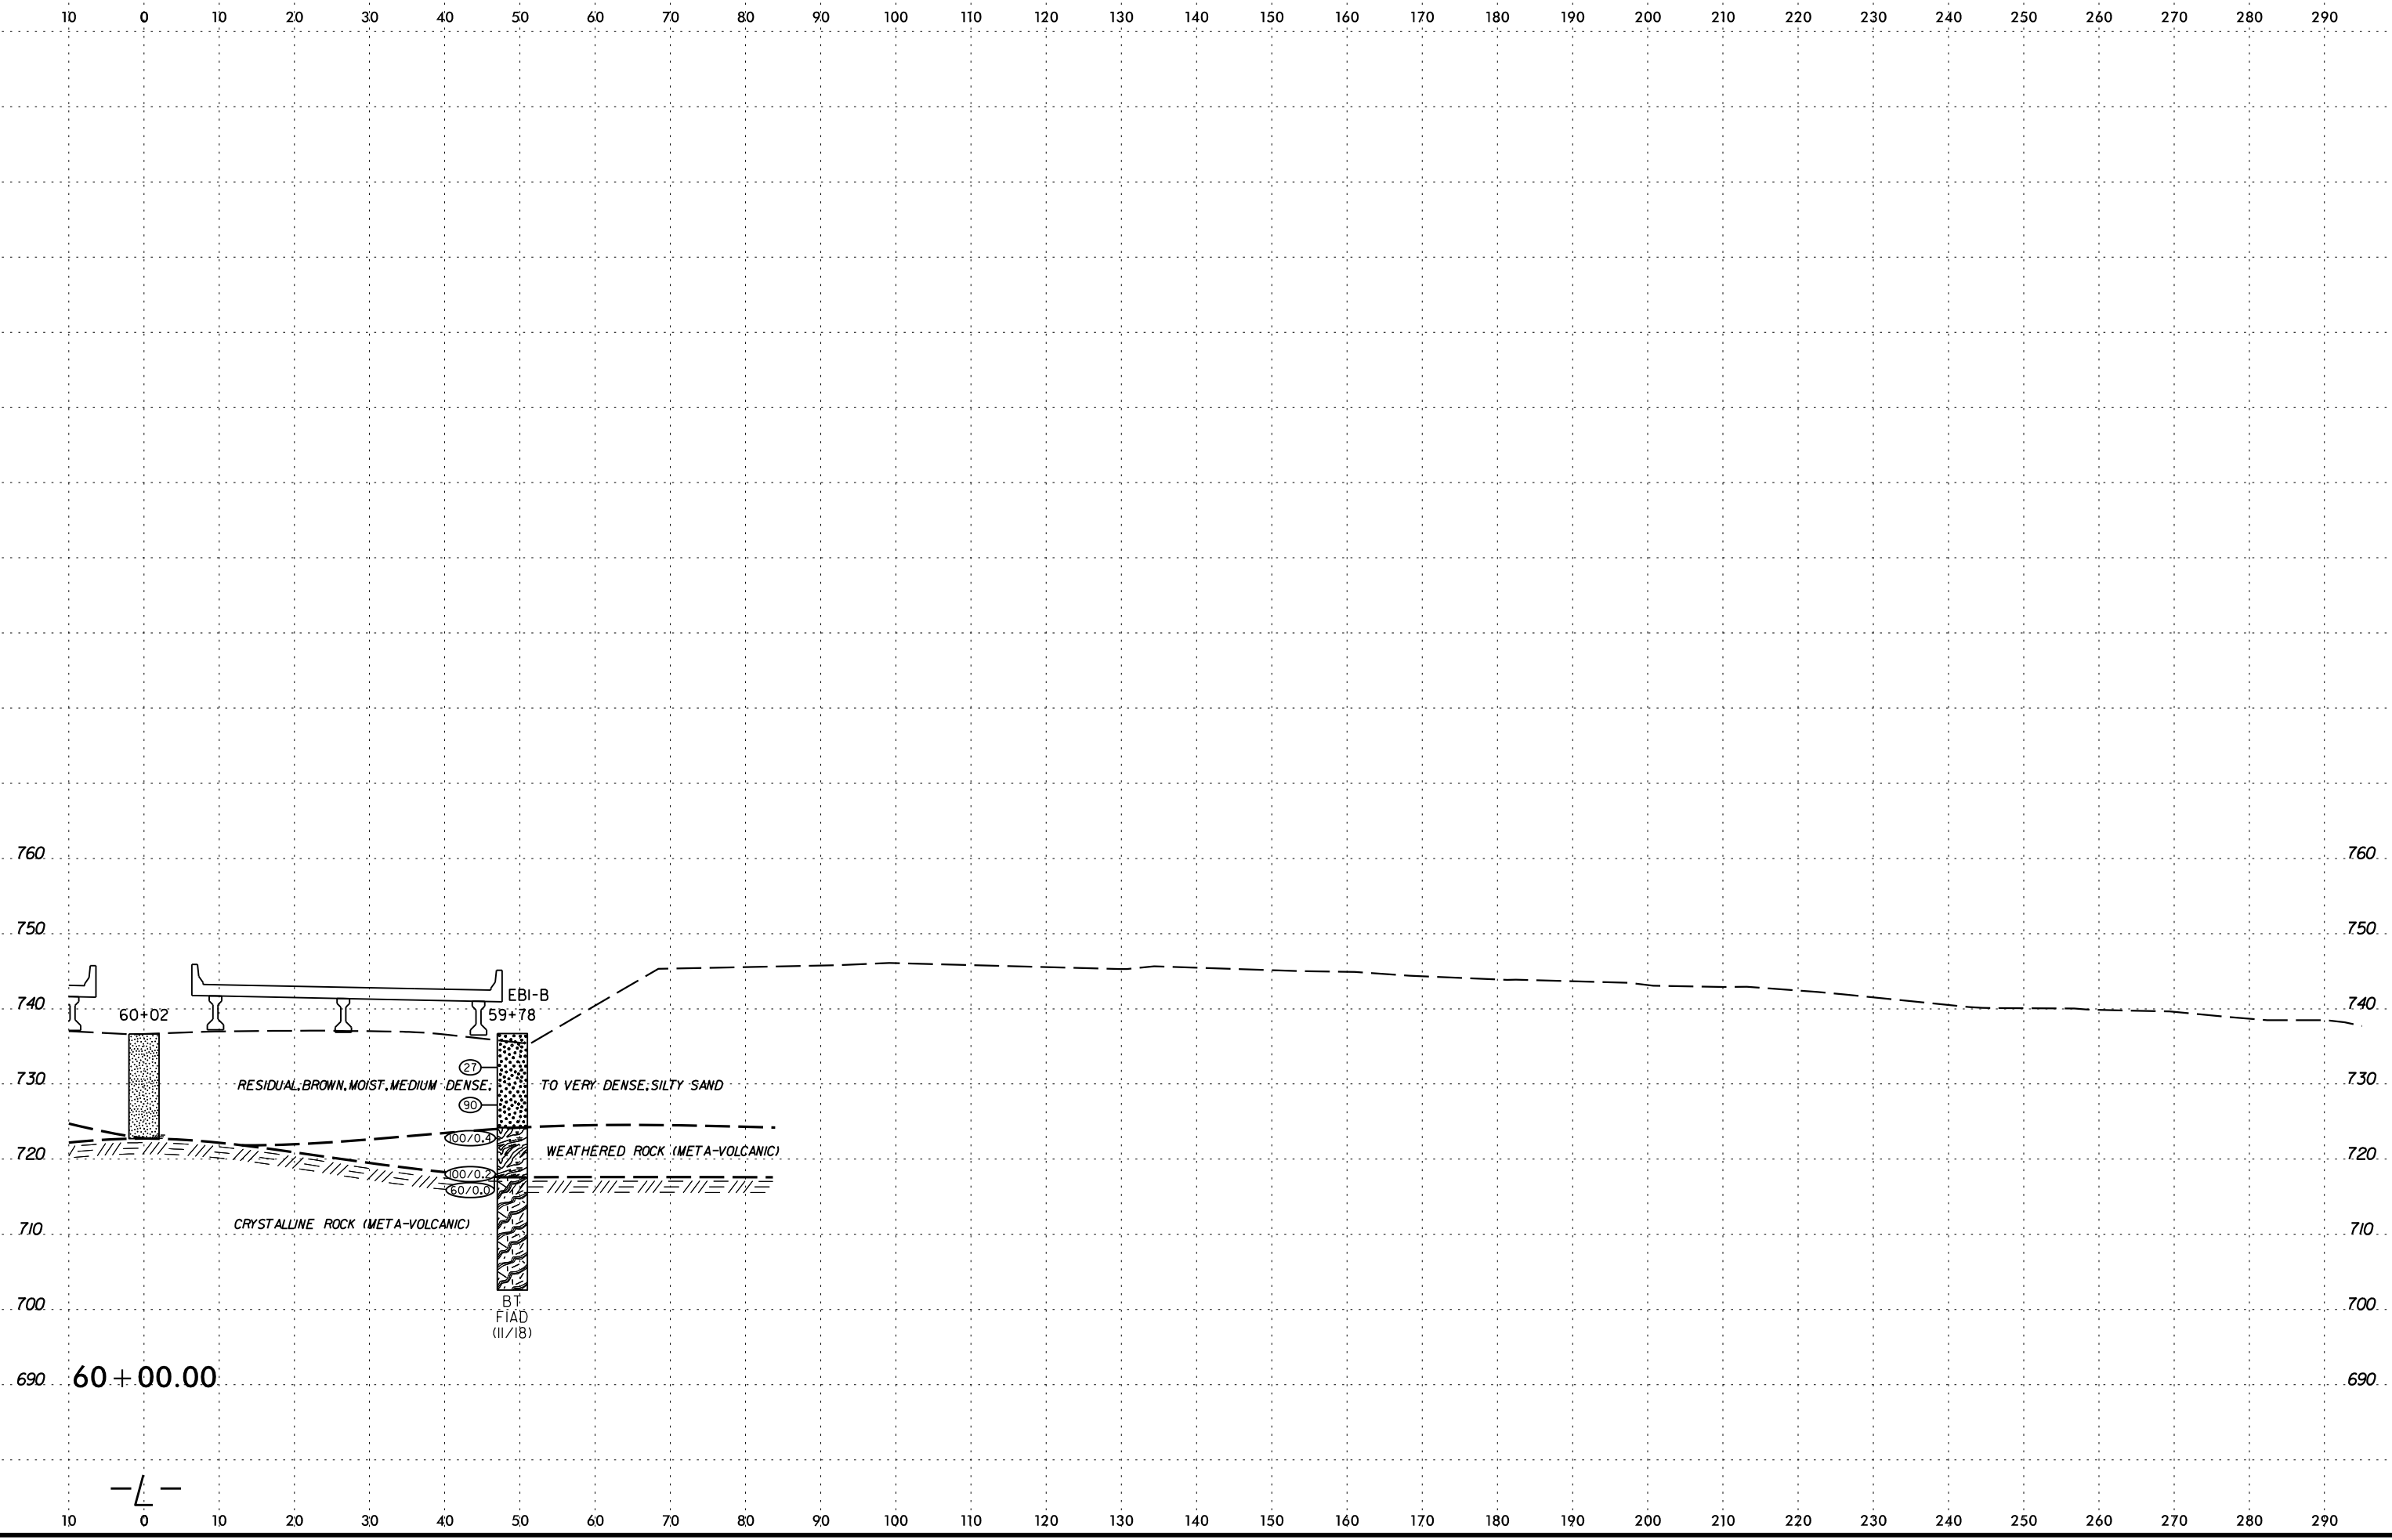 10 0 10 20 30 40 50 60 70 80 90 100 110 120 130 140 150 160 170 180 190 200 210 220 230 240 250 260 270 280 290
760 760
750 750
EB1-B
740 60+02 59+78 740
27
730 RESIDUAL, BROWN, MOIST, MEDIUM DENSE, TO VERY DENSE, SILTY SAND 730
90
100/0.4
720 WEATHERED ROCK (META-VOLCANIC) 720
100/0.2
60/0.0
710 CRYSTALLINE ROCK (META-VOLCANIC) 710
700 BT 700
FIAD
(11/18)
690 60+00.00 690
-L-
10 0 10 20 30 40 50 60 70 80 90 100 110 120 130 140 150 160 170 180 190 200 210 220 230 240 250 260 270 280 290